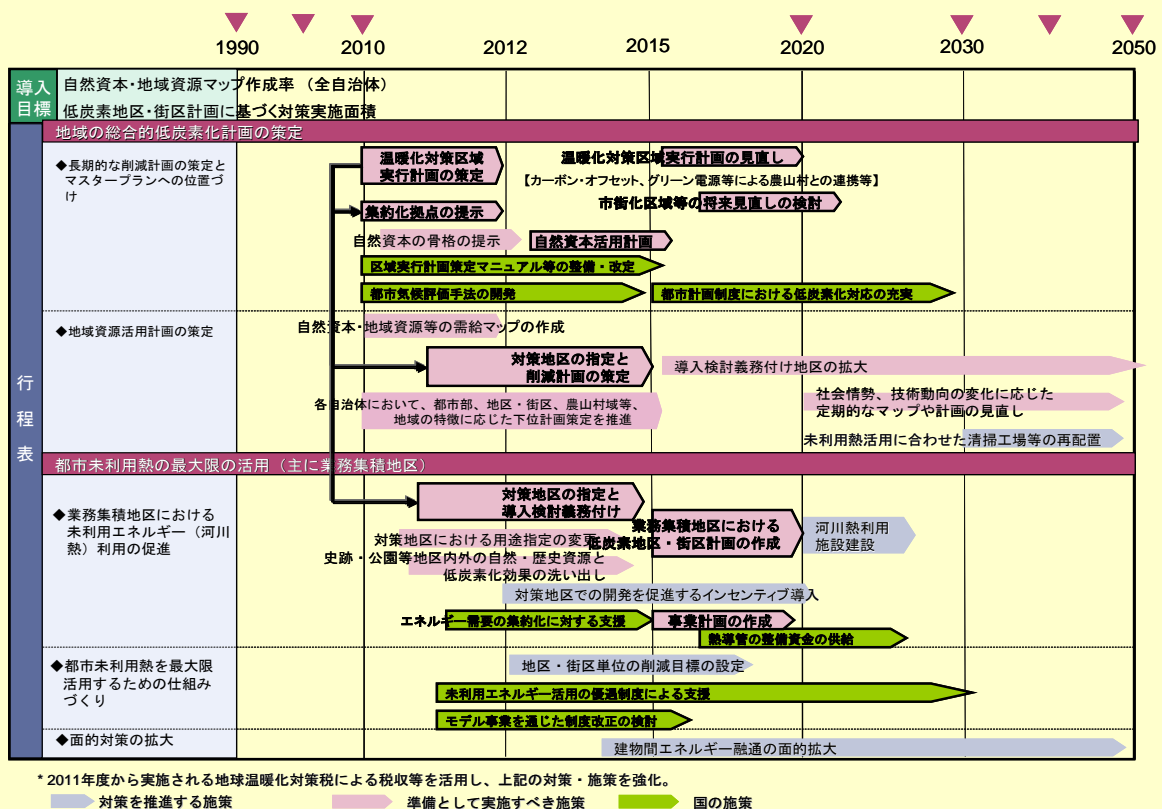 1990 2010 2012 2015 2020 2030 2050
導入
目標
自然資本・地域資源マップ作成率 (全自治体)
低炭素地区・街区計画に基づく対策実施面積
行
程
表
地域の総合的低炭素化計画の策定
◆長期的な削減計画の策定と
マスタープランへの位置づ
け
温暖化対策区域
実行計画の策定
温暖化対策区域実行計画の見直し
【カーボン・オフセット、グリーン電源等による農山村との連携等】
集約化拠点の提示
市街化区域等の将来見直しの検討
自然資本の骨格の提示
自然資本活用計画
区域実行計画策定マニュアル等の整備・改定
都市気候評価手法の開発
都市計画制度における低炭素化対応の充実
◆地域資源活用計画の策定
自然資本・地域資源等の需給マップの作成
対策地区の指定と
削減計画の策定
導入検討義務付け地区の拡大
各自治体において、都市部、地区・街区、農山村域等、
地域の特徴に応じた下位計画策定を推進
社会情勢、技術動向の変化に応じた
定期的なマップや計画の見直し
未利用熱活用に合わせた清掃工場等の再配置
都市未利用熱の最大限の活用 (主に業務集積地区)
◆業務集積地区における
未利用エネルギー (河川
熱) 利用の促進
対策地区の指定と
導入検討義務付け
対策地区における用途指定の変更
業務集積地区における
低炭素地区・街区計画の作成
河川熱利用
施設建設
史跡・公園等地区内外の自然・歴史資源と
低炭素化効果の洗い出し
対策地区での開発を促進するインセンティブ導入
エネルギー需要の集約化に対する支援
事業計画の作成
熱導管の整備資金の供給
◆都市未利用熱を最大限
活用するための仕組み
づくり
地区・街区単位の削減目標の設定
未利用エネルギー活用の優遇制度による支援
モデル事業を通じた制度改正の検討
◆面的対策の拡大
建物間エネルギー融通の面的拡大
* 2011年度から実施される地球温暖化対策税による税収等を活用し、上記の対策・施策を強化。
対策を推進する施策 準備として実施すべき施策 国の施策